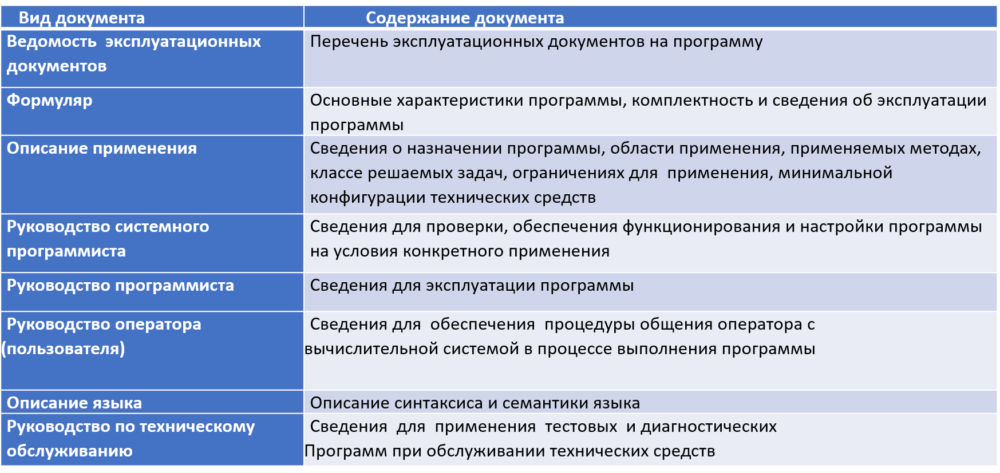 Вид документа
Содержание документа
Ведомость эксплуатационных
документов
Перечень эксплуатационных документов на программу
Формуляр
Основные характеристики программы, комплектность и сведения об эксплуатации
программы
Описание применения
Сведения о назначении программы, области применения, применяемых методах,
классе решаемых задач, ограничениях для применения, минимальной
конфигурации технических средств
Руководство системного
программиста
Сведения для проверки, обеспечения функционирования и настройки программы
на условия конкретного применения
Руководство программиста
Сведения для эксплуатации программы
Руководство оператора
(пользователя)
Сведения для обеспечения процедуры общения оператора с
вычислительной системой в процессе выполнения программы
Описание языка
Описание синтаксиса и семантики языка
Руководство по техническому
обслуживанию
Сведения для применения тестовых и диагностических
Программ при обслуживании технических средств